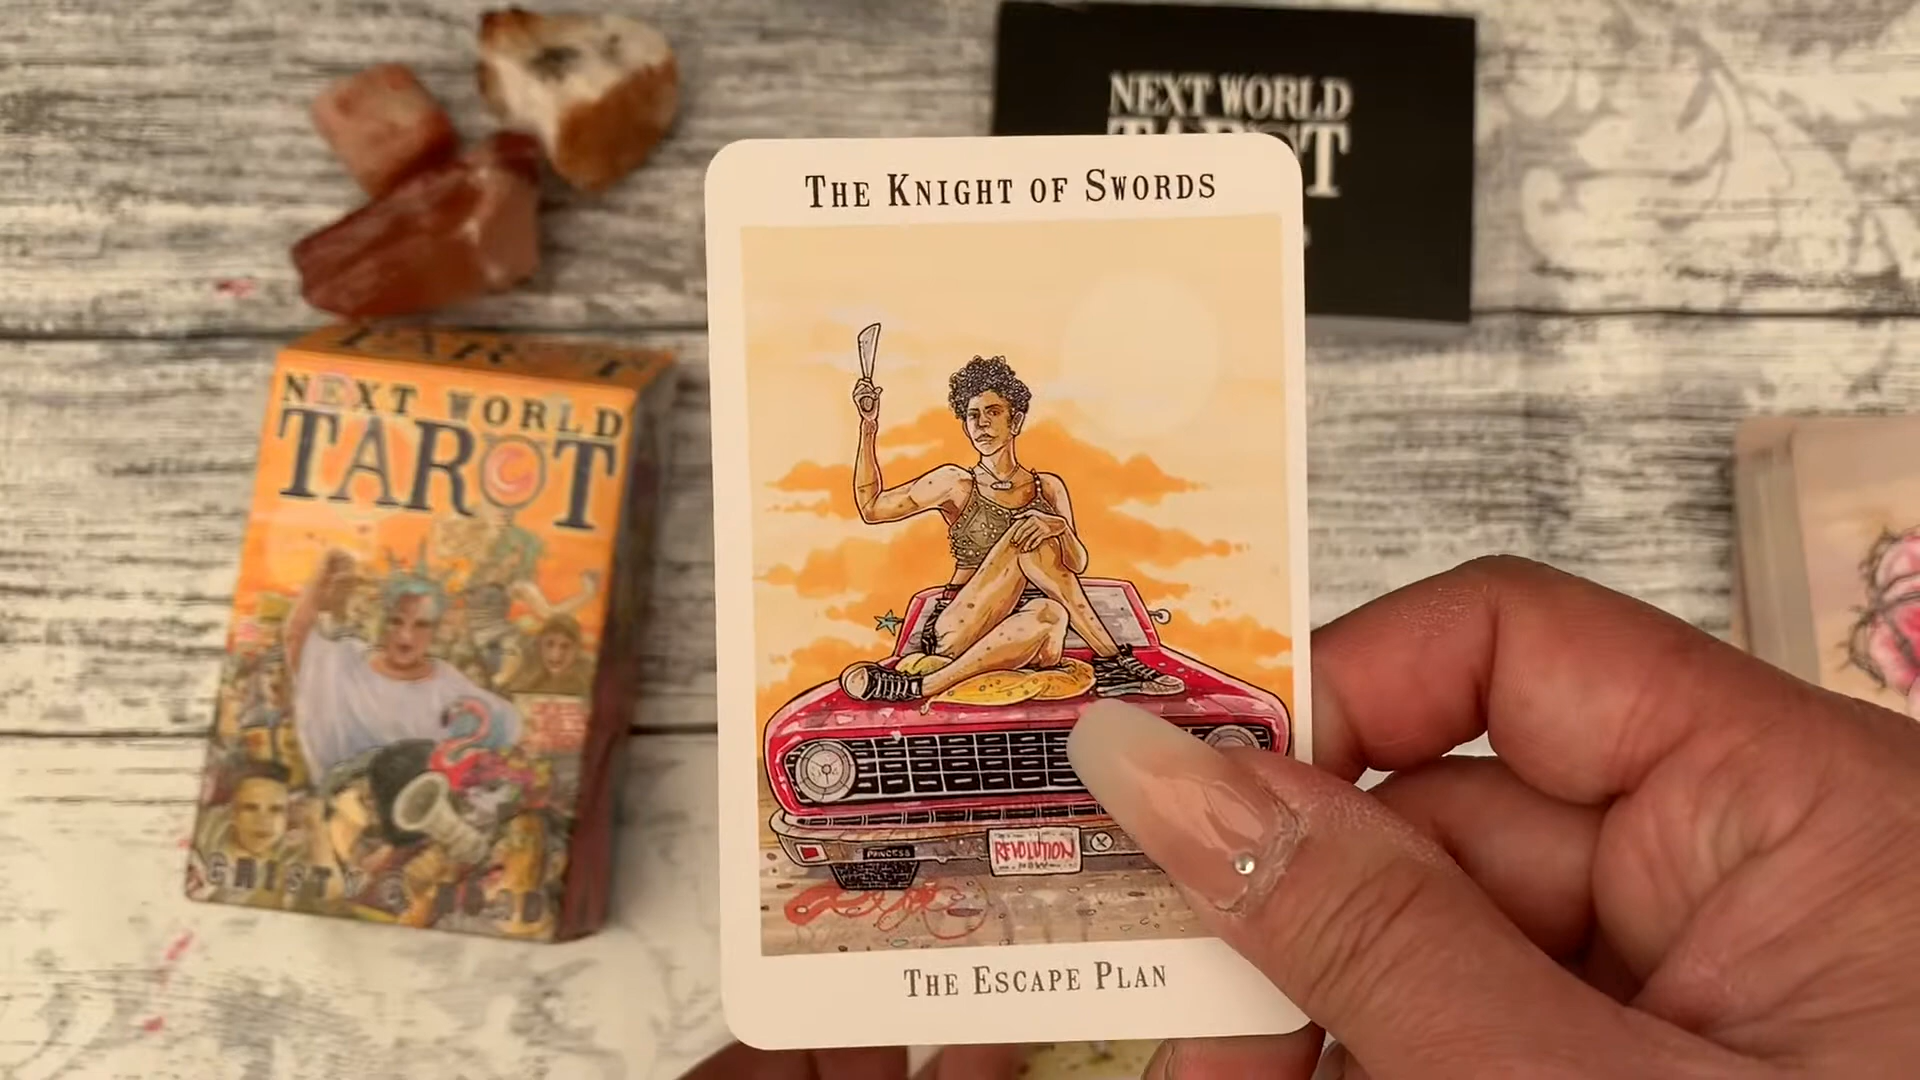 NEXT WORLD
THE KNIGHT OF SWORDS
TAROT
NEXT WORLD
TAROT
PRINCESS
REVOLUTION
NOW
THE ESCAPE PLAN